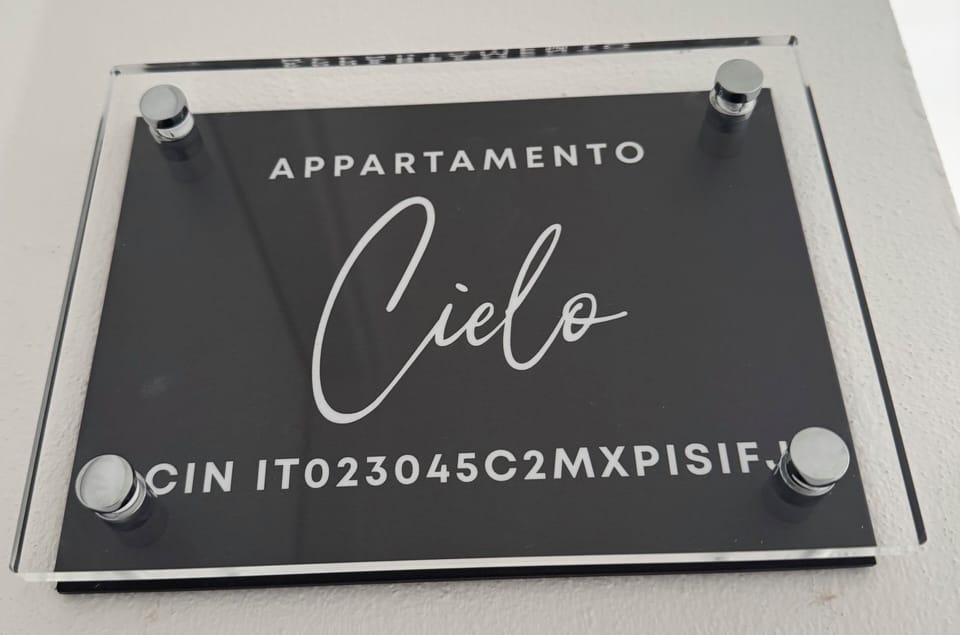 APPARTAMENTO
Cielo
CIN IT023045C2MXPISIFJ